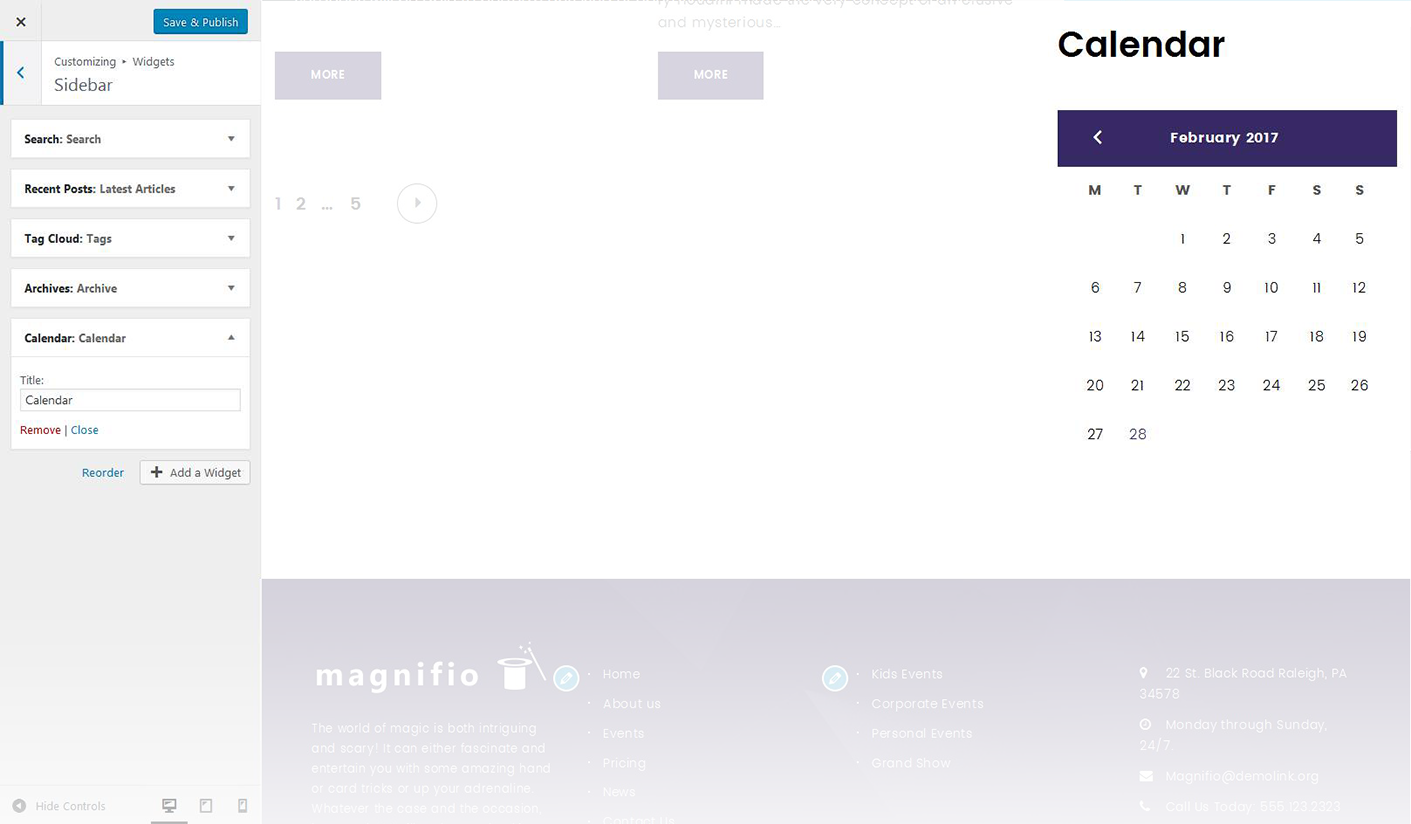 Save & Publish
Customizing ▸ Widgets
Sidebar
Search: Search
Recent Posts: Latest Articles
Tag Cloud: Tags
Archives: Archive
Calendar: Calendar
Title:
Calendar
Remove | Close
Reorder
Add a Widget
Hide Controls
and mysterious...
MORE
MORE
1 2 ... 5
Calendar
February 2017
M T W T F S S
1 2 3 4 5
6 7 8 9 10 11 12
13 14 15 16 17 18 19
20 21 22 23 24 25 26
27 28
magnifio
The world of magic is both intriguing
and scary! It can either fascinate and
entertain you with some amazing hand
or card tricks or up your adrenaline.
Whatever the case and the occasion,
Home
About us
Events
Pricing
News
Contact Us
Kids Events
Corporate Events
Personal Events
Grand Show
22 St. Black Road Raleigh, PA
34578
Monday through Sunday,
24/7
Magnifio@demolink.org
Call Us Today: 555.123.2323